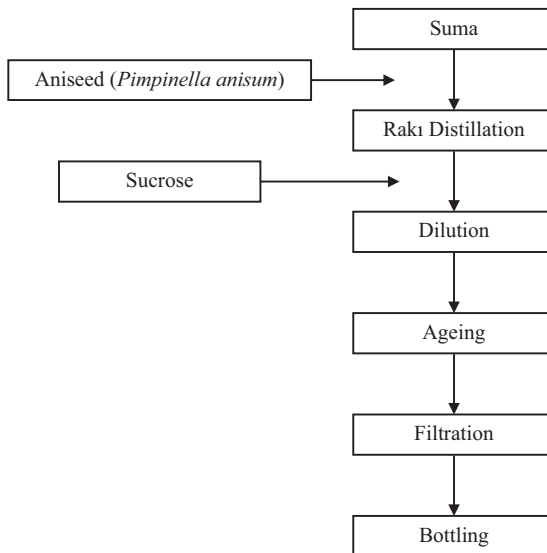 Suma
Aniseed (Pimpinella anisum)
Rakı Distillation
Sucrose
Dilution
Ageing
Filtration
Bottling